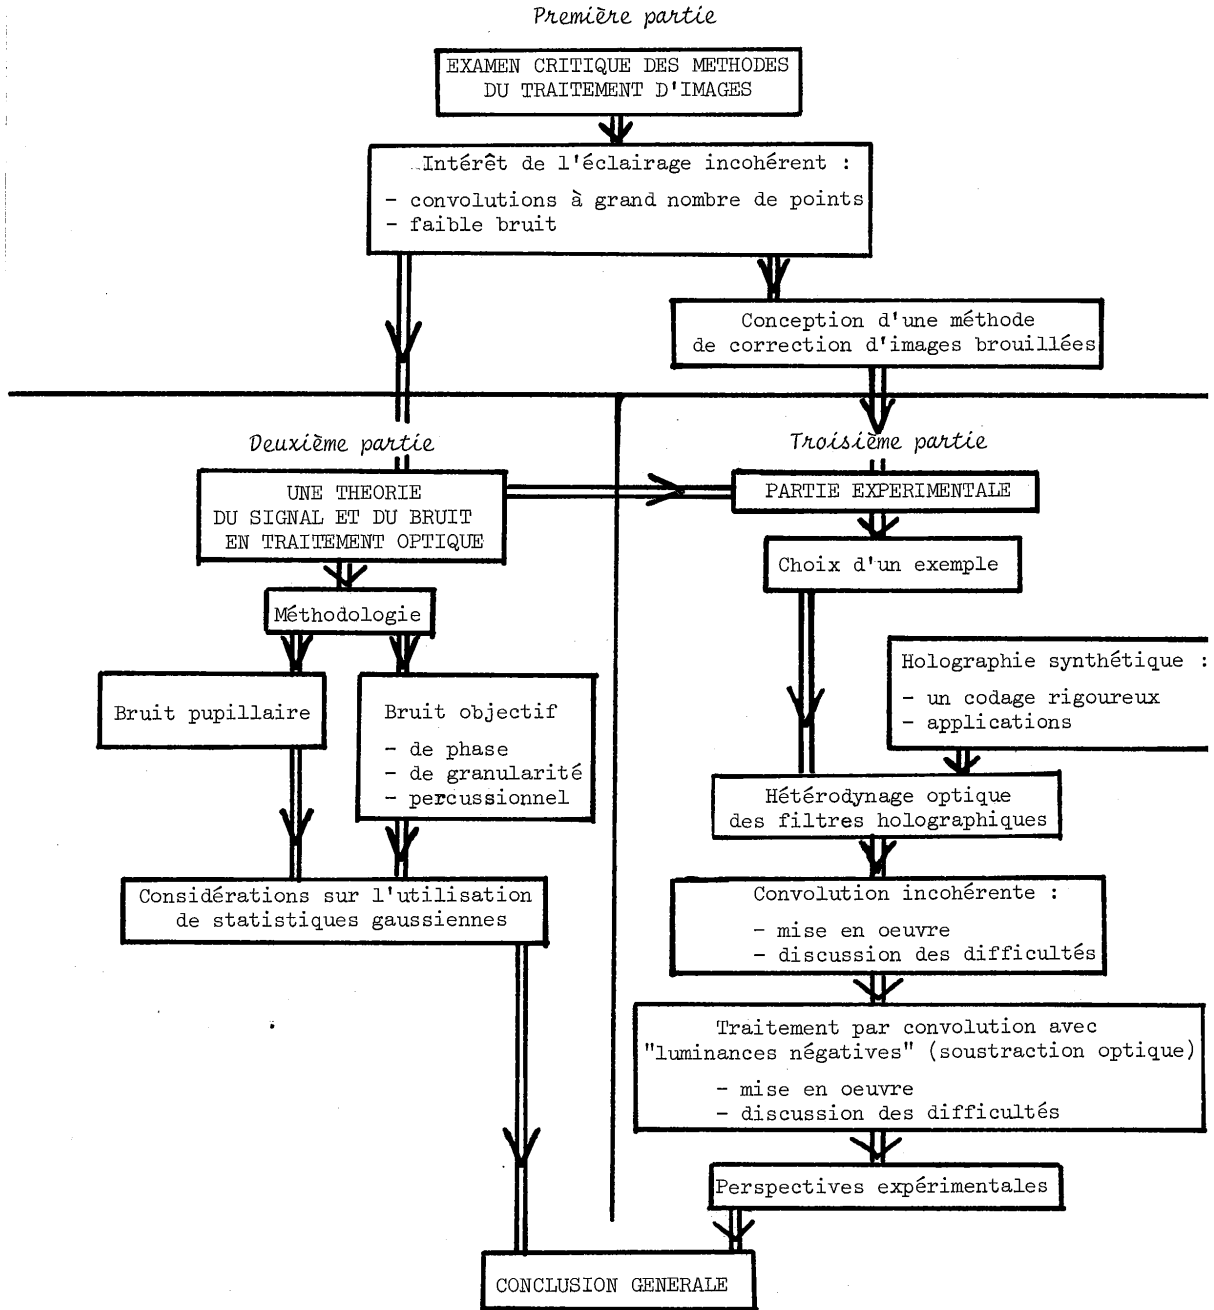 Première partie
EXAMEN CRITIQUE DES METHODES
DU TRAITEMENT D'IMAGES
Intérêt de l'éclairage incohérent :
- convolutions à grand nombre de points
- faible bruit
Conception d'une méthode
de correction d'images brouillées
Deuxième partie
UNE THEORIE
DU SIGNAL ET DU BRUIT
EN TRAITEMENT OPTIQUE
Méthodologie
Bruit pupillaire
Bruit objectif
- de phase
- de granularité
- percussionnel
Considérations sur l'utilisation
de statistiques gaussiennes
Troisième partie
PARTIE EXPERIMENTALE
Choix d'un exemple
Holographie synthétique :
- un codage rigoureux
- applications
Hétérodynage optique
des filtres holographiques
Convolution incohérente :
- mise en oeuvre
- discussion des difficultés
Traitement par convolution avec
"luminances négatives" (soustraction optique)
- mise en oeuvre
- discussion des difficultés
Perspectives expérimentales
CONCLUSION GENERALE